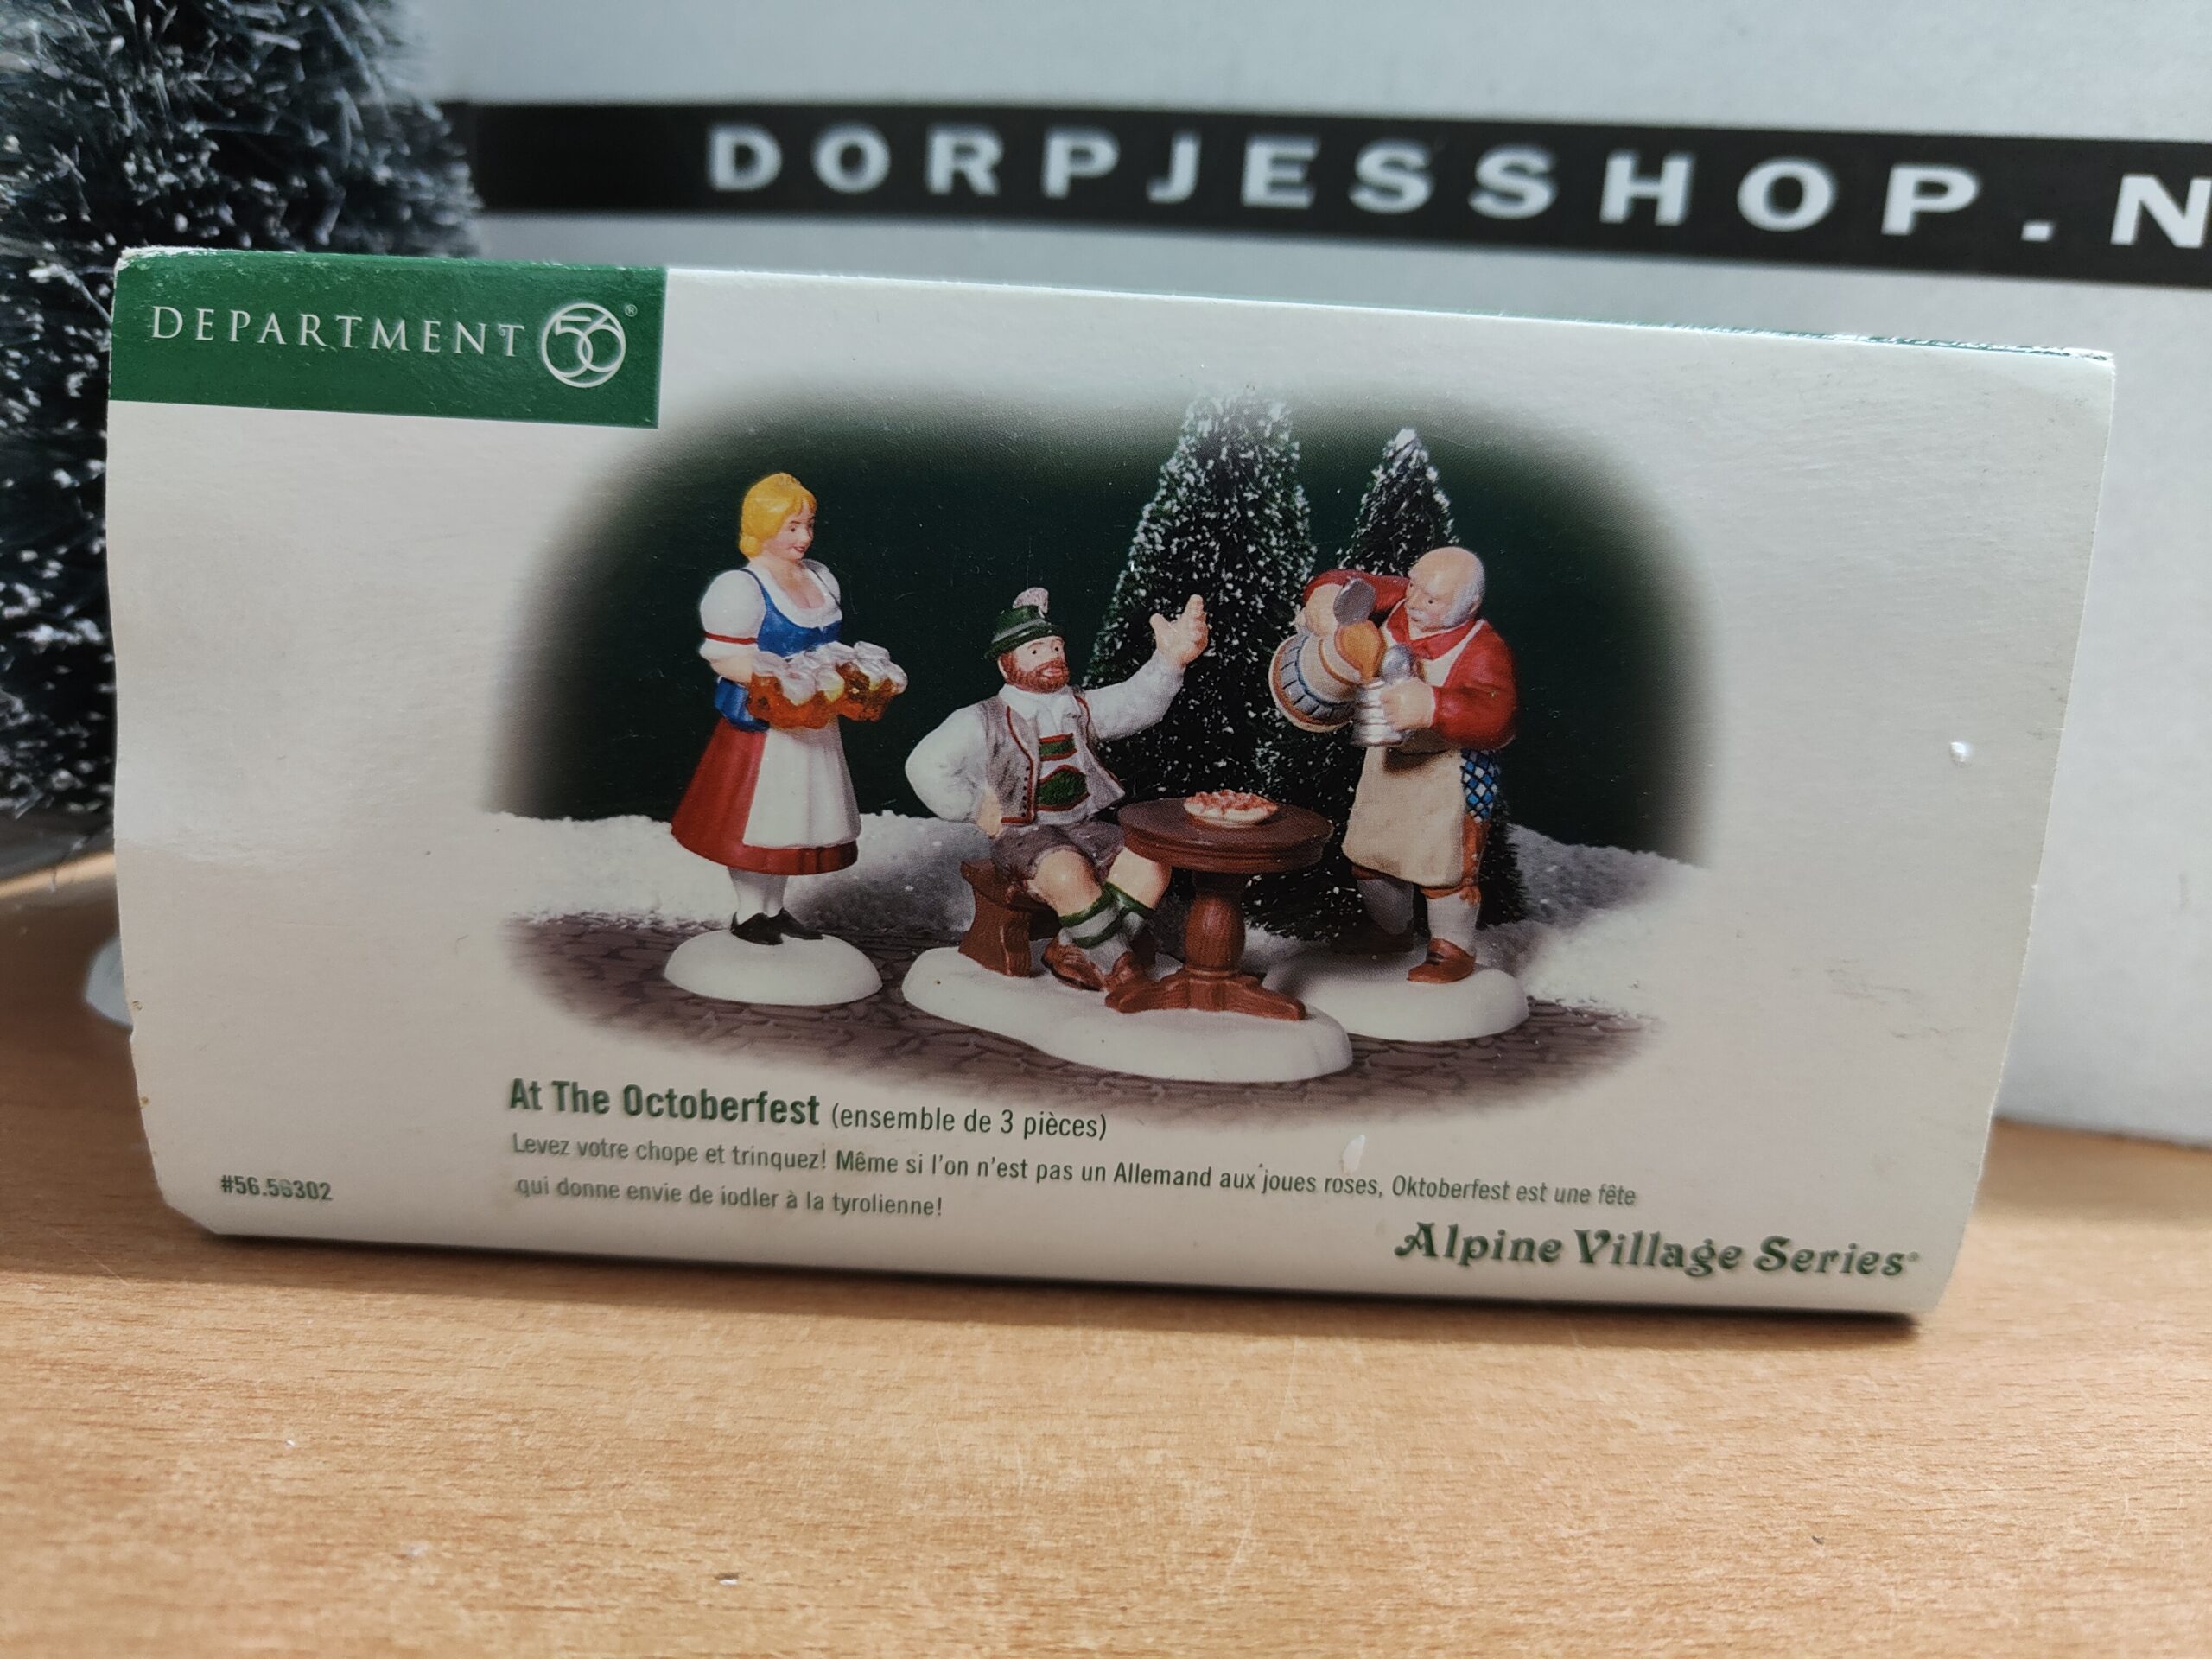 DORPJESSHOP.N
DEPARTMENT 56®
At The Octoberfest (ensemble de 3 pièces)
Levez votre chope et trinquez! Même si l'on n'est pas un Allemand aux joues roses, Oktoberfest est une fête
qui donne envie de iodler à la tyrolienne!
#56.56302
Alpine Village Series®